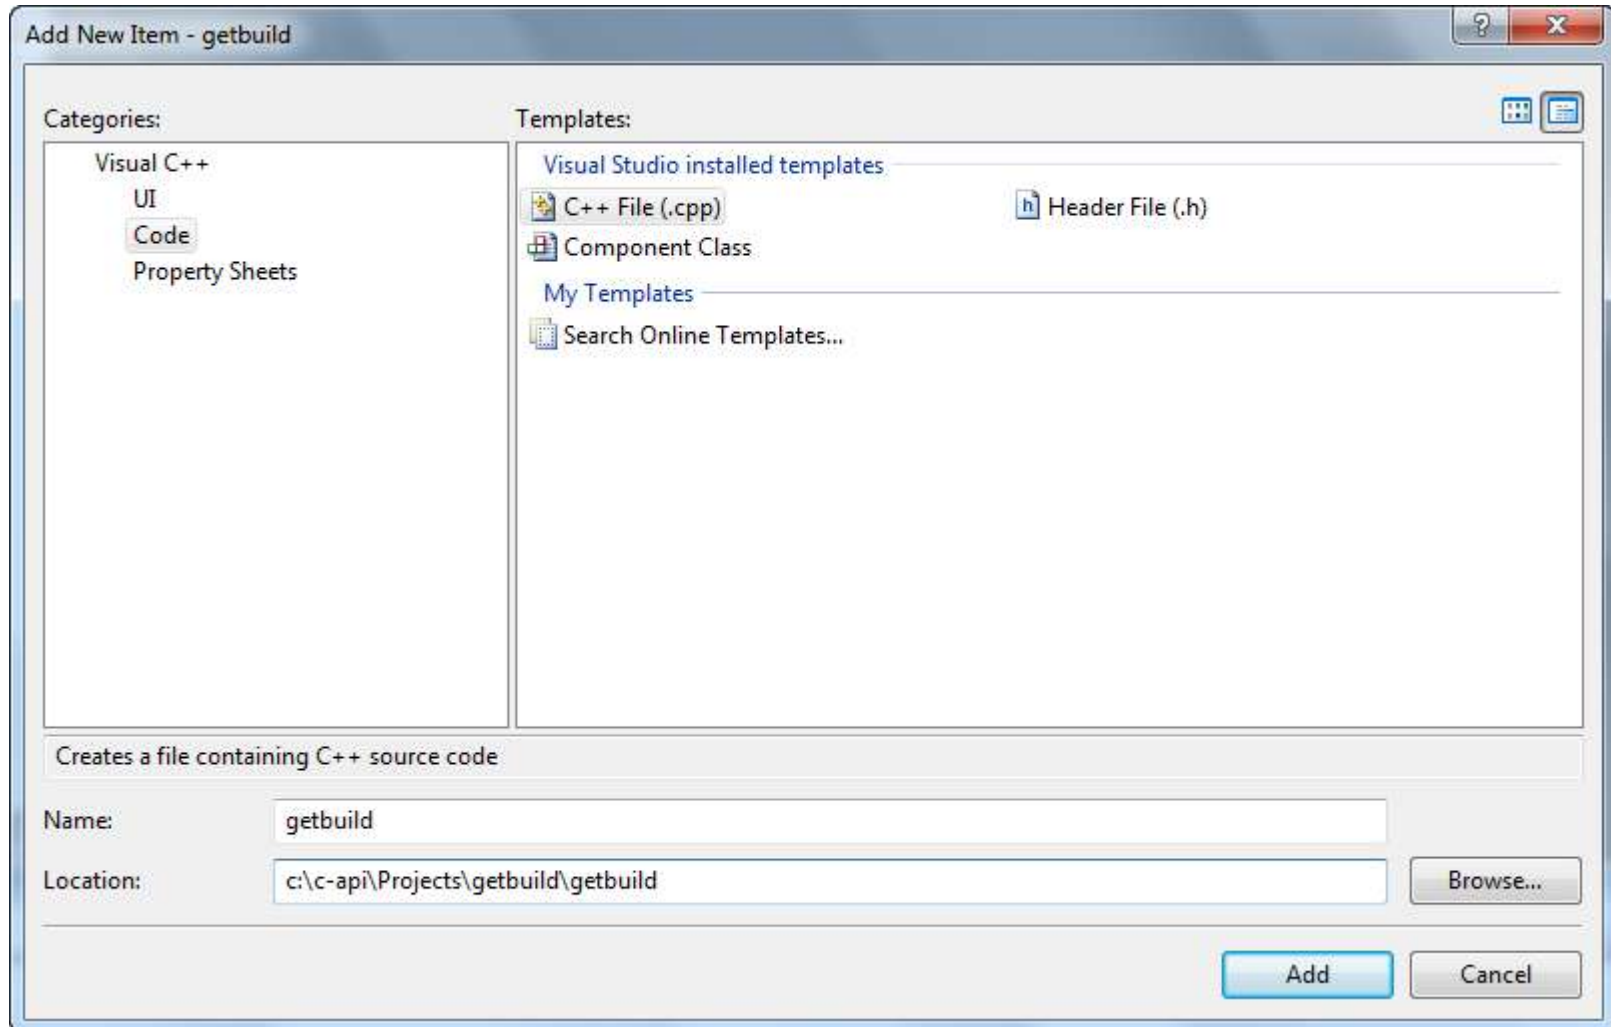 Add New Item - getbuild
Categories:
Templates:
Visual C++
UI
Code
Property Sheets
Visual Studio installed templates
C++ File (.cpp)
Header File (.h)
Component Class
My Templates
Search Online Templates...
Creates a file containing C++ source code
Name: getbuild
Location: c:\c-api\Projects\getbuild\getbuild Browse...
Add Cancel